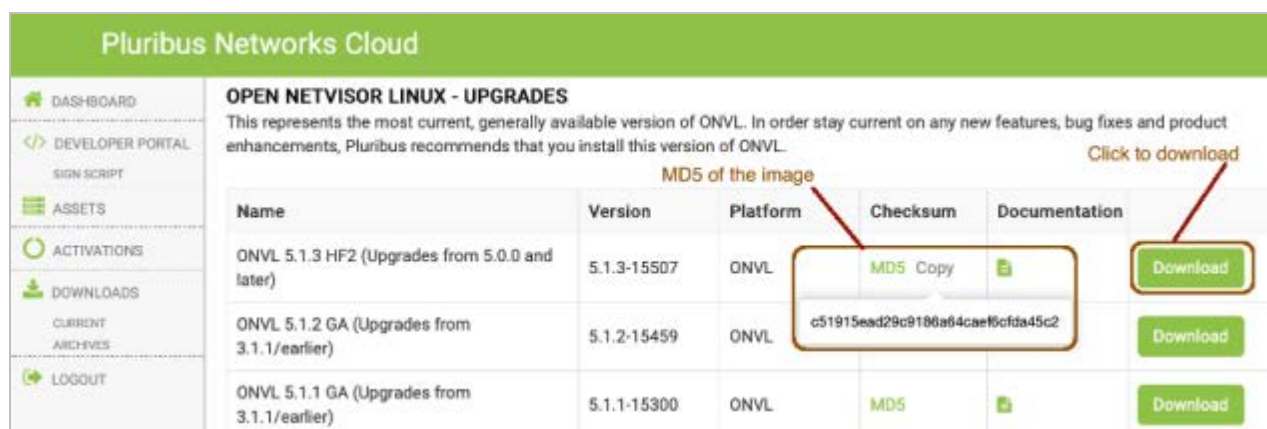 Pluribus Networks Cloud
DASHBOARD
</> DEVELOPER PORTAL
SIGN SCRIPT
ASSETS
ACTIVATIONS
DOWNLOADS
CURRENT
ARCHIVES
LOGOUT
OPEN NETVISOR LINUX - UPGRADES
This represents the most current, generally available version of ONVL. In order stay current on any new features, bug fixes and product
enhancements, Pluribus recommends that you install this version of ONVL.
Click to download
MD5 of the image
Name Version Platform Checksum Documentation
ONVL 5.1.3 HF2 (Upgrades from 5.0.0 and
later)
5.1.3-15507 ONVL MD5 Copy Download
c51915ead29c9186a64caef6cfda45c2
ONVL 5.1.2 GA (Upgrades from
3.1.1/earlier)
5.1.2-15459 ONVL Download
ONVL 5.1.1 GA (Upgrades from
3.1.1/earlier)
5.1.1-15300 ONVL MD5 Download